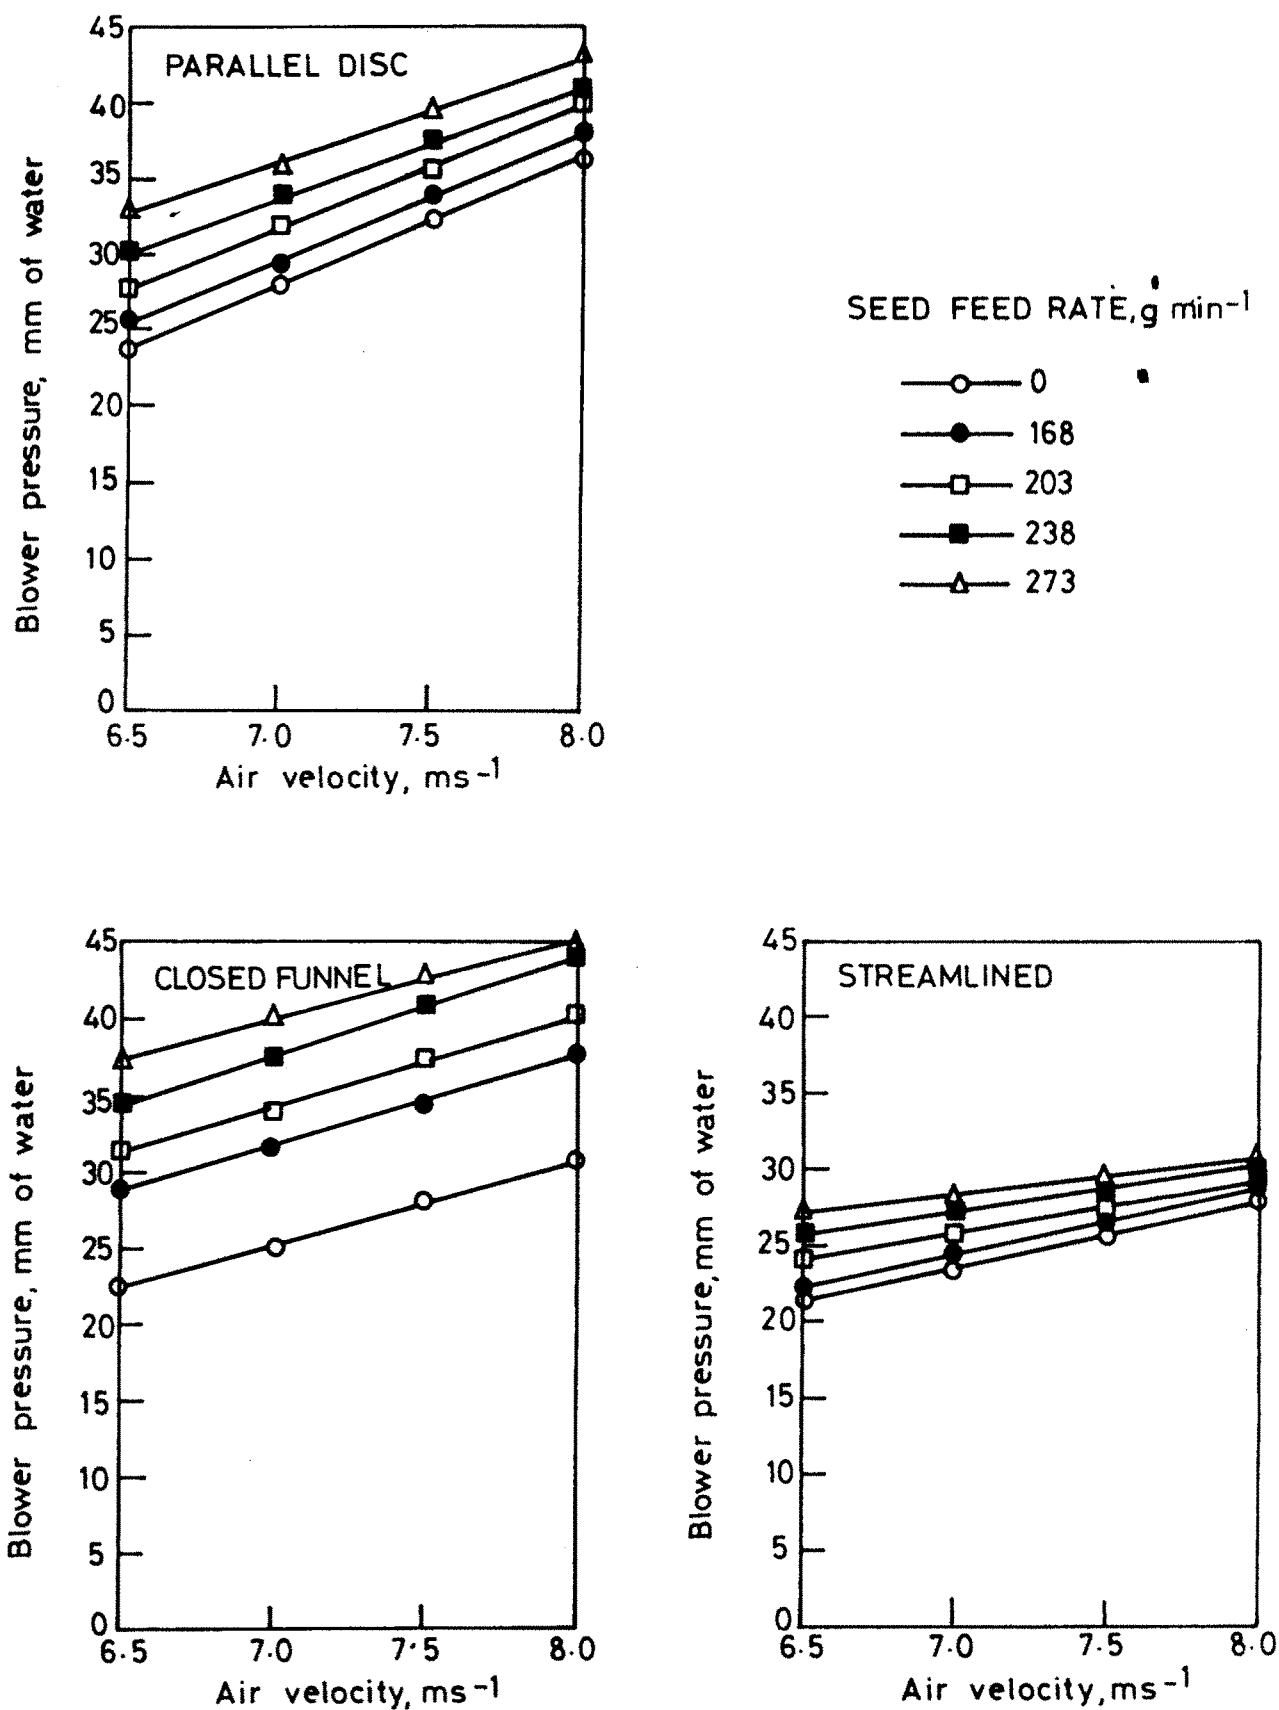 PARALLEL DISC
45
40
35
30
25
20
15
10
5
0
6.5 7.0 7.5 8.0
Blower pressure, mm of water
Air velocity, ms⁻¹
SEED FEED RATE, g min⁻¹
0
168
203
238
273
CLOSED FUNNEL
45
40
35
30
25
20
15
10
5
0
6.5 7.0 7.5 8.0
Blower pressure, mm of water
Air velocity, ms⁻¹
STREAMLINED
45
40
35
30
25
20
15
10
5
0
6.5 7.0 7.5 8.0
Blower pressure, mm of water
Air velocity, ms⁻¹